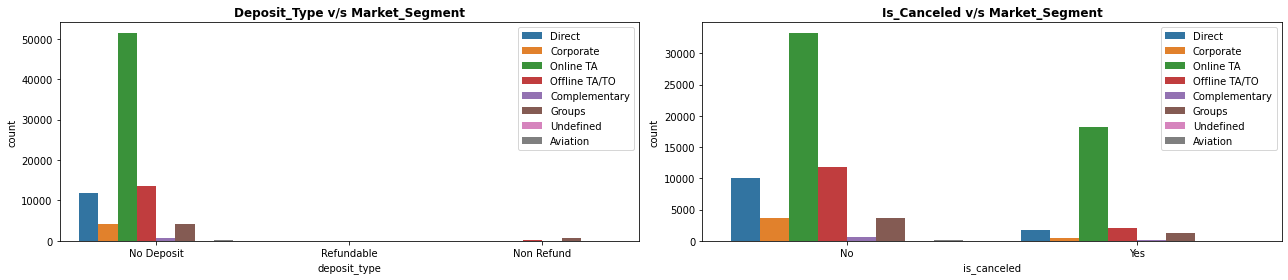 Deposit_Type v/s Market_Segment
count
50000
40000
30000
20000
10000
0
Direct
Corporate
Online TA
Offline TA/TO
Complementary
Groups
Undefined
Aviation
No Deposit
Refundable
Non Refund
deposit_type
Is_Canceled v/s Market_Segment
count
30000
25000
20000
15000
10000
5000
0
Direct
Corporate
Online TA
Offline TA/TO
Complementary
Groups
Undefined
Aviation
No
Yes
is_canceled